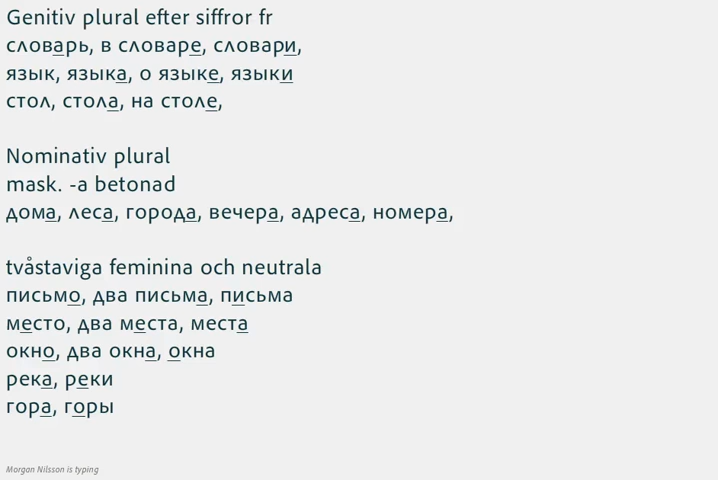 Genitiv plural efter siffror fr
словарь, в словаре, словари,
язык, языка, о языке, языки
стол, стола, на столе,
Nominativ plural
mask. -a betonad
дома, леса, города, вечера, адреса, номера,
tvåstaviga feminina och neutrala
письмо, два письма, письма
место, два места, места
окно, два окна, окна
река, реки
гора, горы
Morgan Nilsson is typing